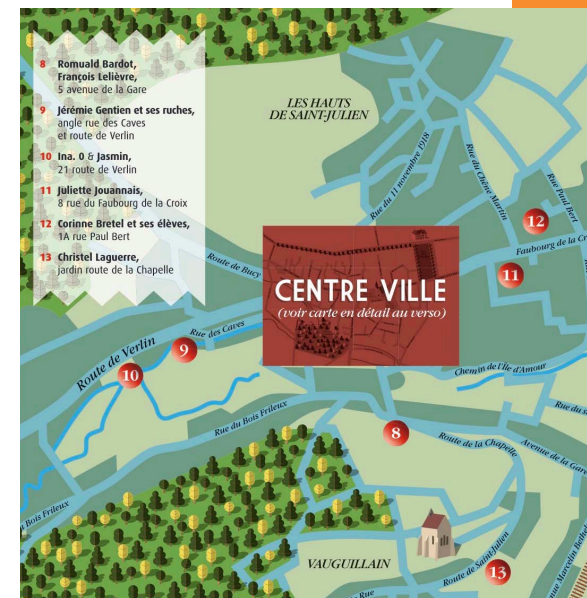 8 Romuald Bardot,
François Lelièvre,
5 avenue de la Gare
9 Jérémie Gentien et ses ruches,
angle rue des Caves
et route de Verlin
10 Ina. O & Jasmin,
21 route de Verlin
11 Juliette Jouannais,
8 rue du Faubourg de la Croix
12 Corinne Bretel et ses élèves,
1A rue Paul Bert
13 Christel Laguerre,
jardin route de la Chapelle
LES HAUTS
DE SAINT-JULIEN
Rue du 11 novembre 1918
Rue du Chêne Martin
Rue Paul Bert
12
Faubourg de la Cr
11
Route de Bucy
CENTRE VILLE
(voir carte en détail au verso)
Rue des Caves
Route de Verlin
9
10
Chemin de l'Île d'Amour
Rue du Bois Frileux
8
Route de la Chapelle
Avenue de la Gare
Rue du
u Bois Frileux
VAUGUILLAIN
Route de Saint-Julien
13
Rue
nue Marcelin Berthel